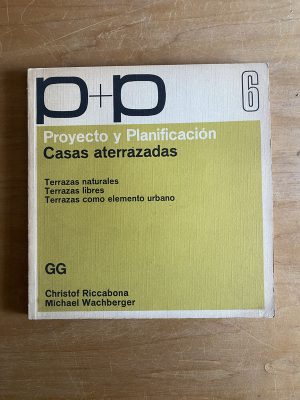 p+p 6
Proyecto y Planificación
Casas aterrazadas
Terrazas naturales
Terrazas libres
Terrazas como elemento urbano
GG
Christof Riccabona
Michael Wachberger